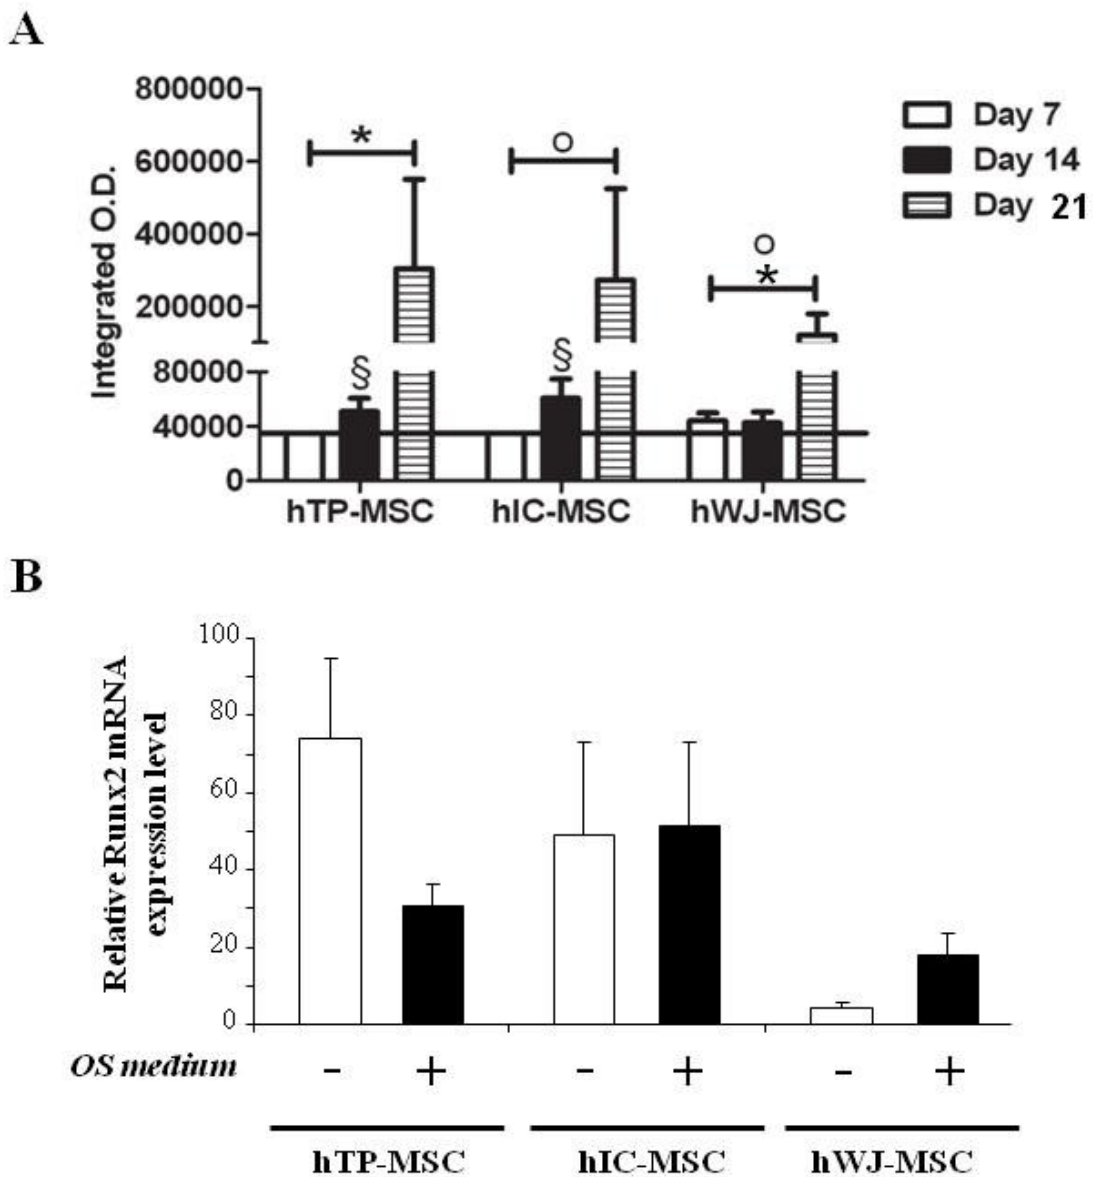 A
800000
600000
400000
200000
80000
40000
0
Integrated O.D.
*
○
○
*
§
§
Day 7
Day 14
Day 21
hTP-MSC
hIC-MSC
hWJ-MSC
B
Relative Runx2 mRNA
expression level
100
80
60
40
20
0
OS medium - + - + - +
hTP-MSC
hIC-MSC
hWJ-MSC